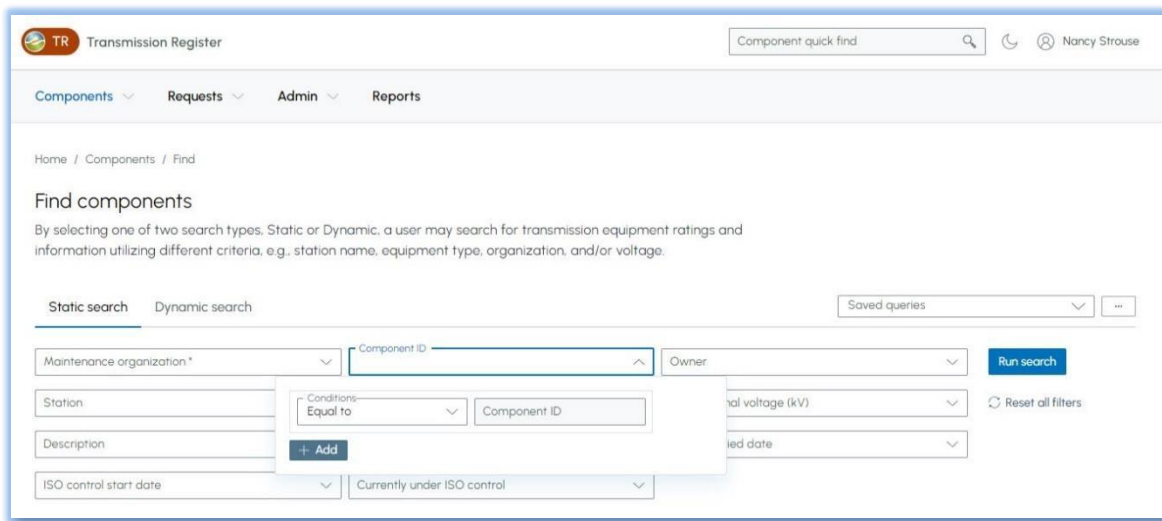 TR Transmission Register
Component quick find
Nancy Strouse
Components Requests Admin Reports
Home / Components / Find
Find components
By selecting one of two search types, Static or Dynamic, a user may search for transmission equipment ratings and
information utilizing different criteria, e.g., station name, equipment type, organization, and/or voltage.
Static search Dynamic search
Saved queries
...
Maintenance organization *
Component ID
Owner
Run search
Station
Conditions
Equal to
Component ID
nal voltage (kV)
Reset all filters
Description
+ Add
ied date
ISO control start date
Currently under ISO control